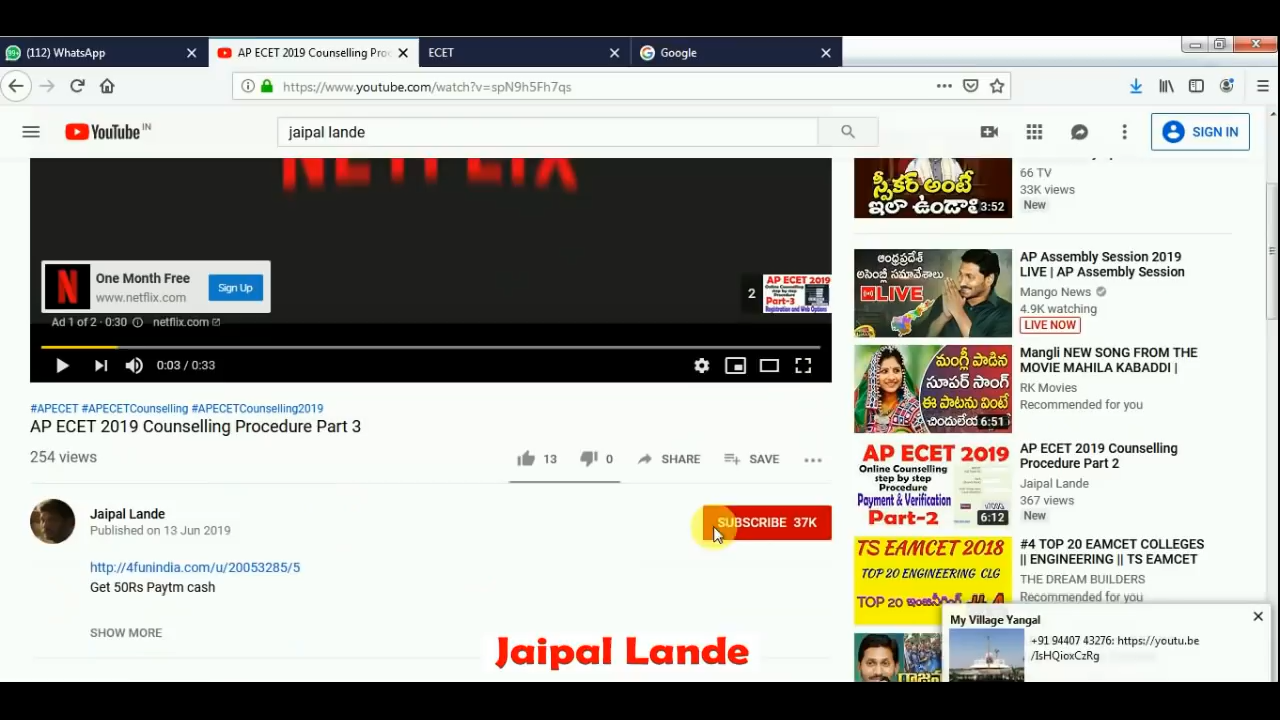 (112) WhatsApp
AP ECET 2019 Counselling Pro
ECET
Google
https://www.youtube.com/watch?v=spN9h5Fh7qs
YouTube IN
jaipal lande
SIGN IN
NETFLIX
One Month Free
www.netflix.com
Sign Up
Ad 1 of 2 · 0:30
netflix.com
2
AP ECET 2019
Part-3
0:03 / 0:33
#APECET #APECETCounselling #APECETCounselling2019
AP ECET 2019 Counselling Procedure Part 3
254 views
13
0
SHARE
SAVE
Jaipal Lande
Published on 13 Jun 2019
SUBSCRIBE 37K
http://4funindia.com/u/20053285/5
Get 50Rs Paytm cash
SHOW MORE
Jaipal Lande
66 TV
33K views
New
స్పీకర్ అంటే
ఇలా ఉండాలి
3:52
ఆంధ్రప్రదేశ్
అసెంబ్లీ సమావేశాలు
LIVE
AP Assembly Session 2019
LIVE | AP Assembly Session
Mango News
4.9K watching
LIVE NOW
మంగ్లీ పాడిన
సూపర్ సాంగ్
ఈ పాటను వింటే
చిందులేయా
6:51
Mangli NEW SONG FROM THE
MOVIE MAHILA KABADDI |
RK Movies
Recommended for you
AP ECET 2019
Online Counselling
step by step
Procedure
Payment & Verification
Part-2
6:12
AP ECET 2019 Counselling
Procedure Part 2
Jaipal Lande
367 views
New
TS EAMCET 2018
TOP 20 ENGINEERING CLG
TOP 20
#4 TOP 20 EAMCET COLLEGES
|| ENGINEERING || TS EAMCET
THE DREAM BUILDERS
Recommended for you
My Village Yangal
+91 94407 43276: https://youtu.be
/IsHQioxCzRg